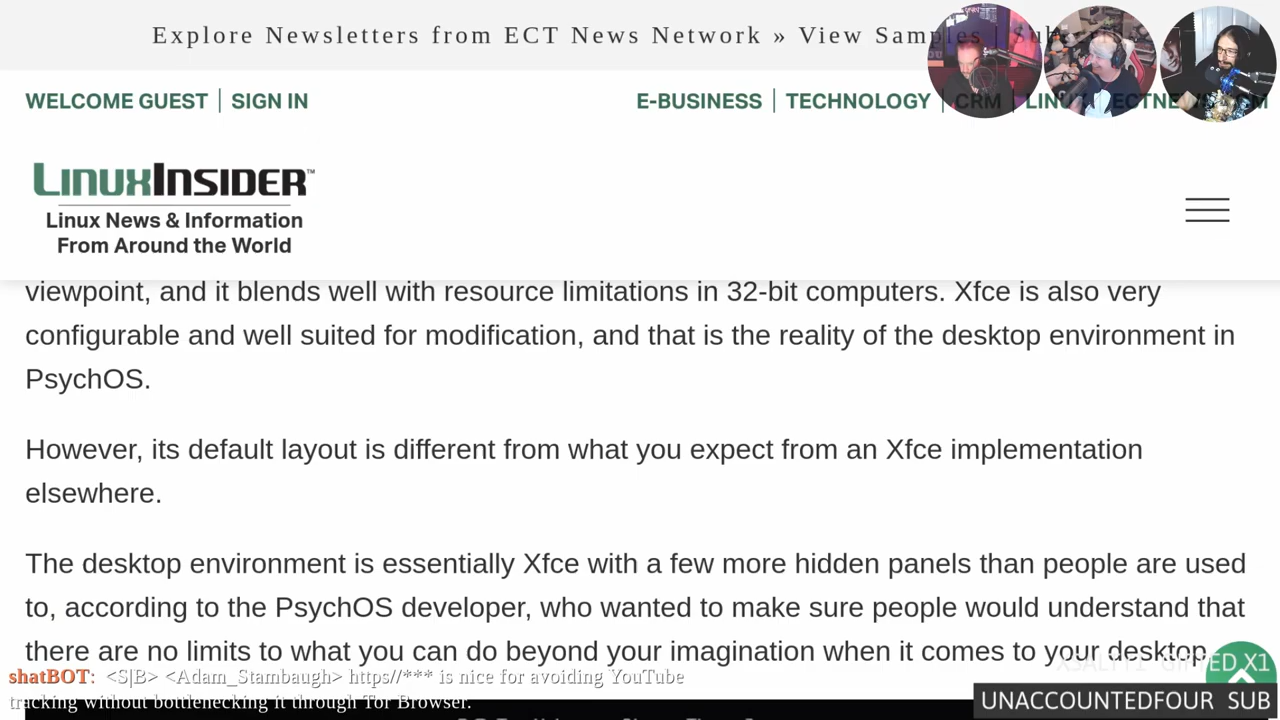 Explore Newsletters from ECT News Network » View Samples |
WELCOME GUEST | SIGN IN
E-BUSINESS | TECHNOLOGY | CRM |
LINUXINSIDER™
Linux News & Information
From Around the World
viewpoint, and it blends well with resource limitations in 32-bit computers. Xfce is also very
configurable and well suited for modification, and that is the reality of the desktop environment in
PsychOS.
However, its default layout is different from what you expect from an Xfce implementation
elsewhere.
The desktop environment is essentially Xfce with a few more hidden panels than people are used
to, according to the PsychOS developer, who wanted to make sure people would understand that
there are no limits to what you can do beyond your imagination when it comes to your desktop.
shatBOT: <S|B> <Adam_Stambaugh> https//*** is nice for avoiding YouTube
tracking without bottlenecking it through Tor Browser.
GIFTED X1
UNACCOUNTEDFOUR SUB